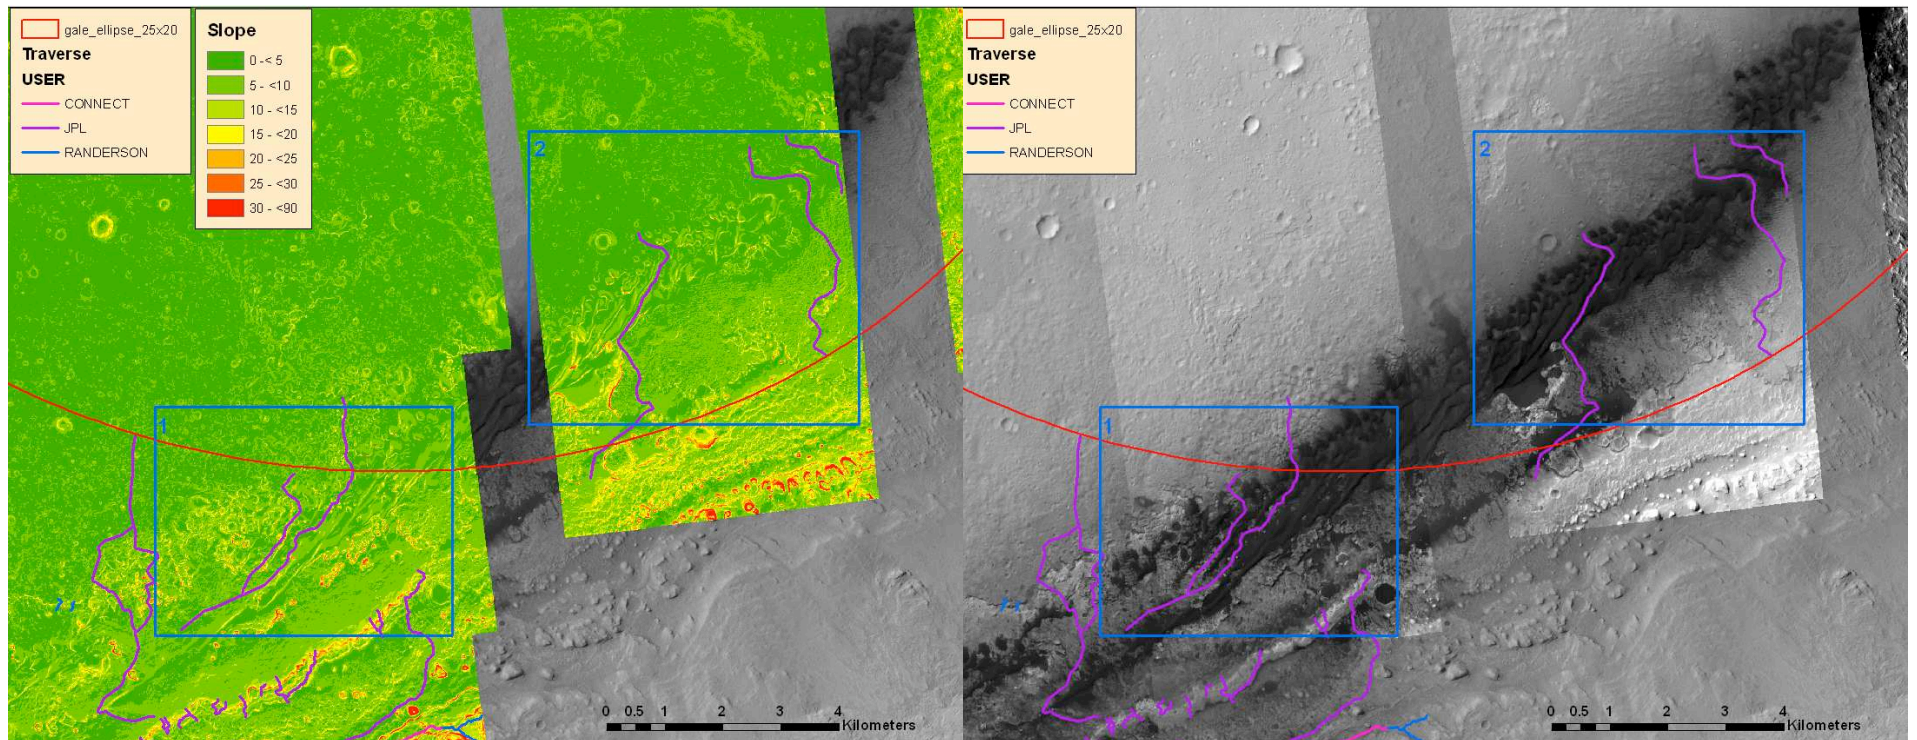 gale_ellipse_25x20
Traverse
USER
CONNECT
JPL
RANDERSON
Slope
0 -< 5
5 - <10
10 - <15
15 - <20
20 - <25
25 - <30
30 - <90
1
2
0 0.5 1 2 3 4
Kilometers
gale_ellipse_25x20
Traverse
USER
CONNECT
JPL
RANDERSON
1
2
0 0.5 1 2 3 4
Kilometers